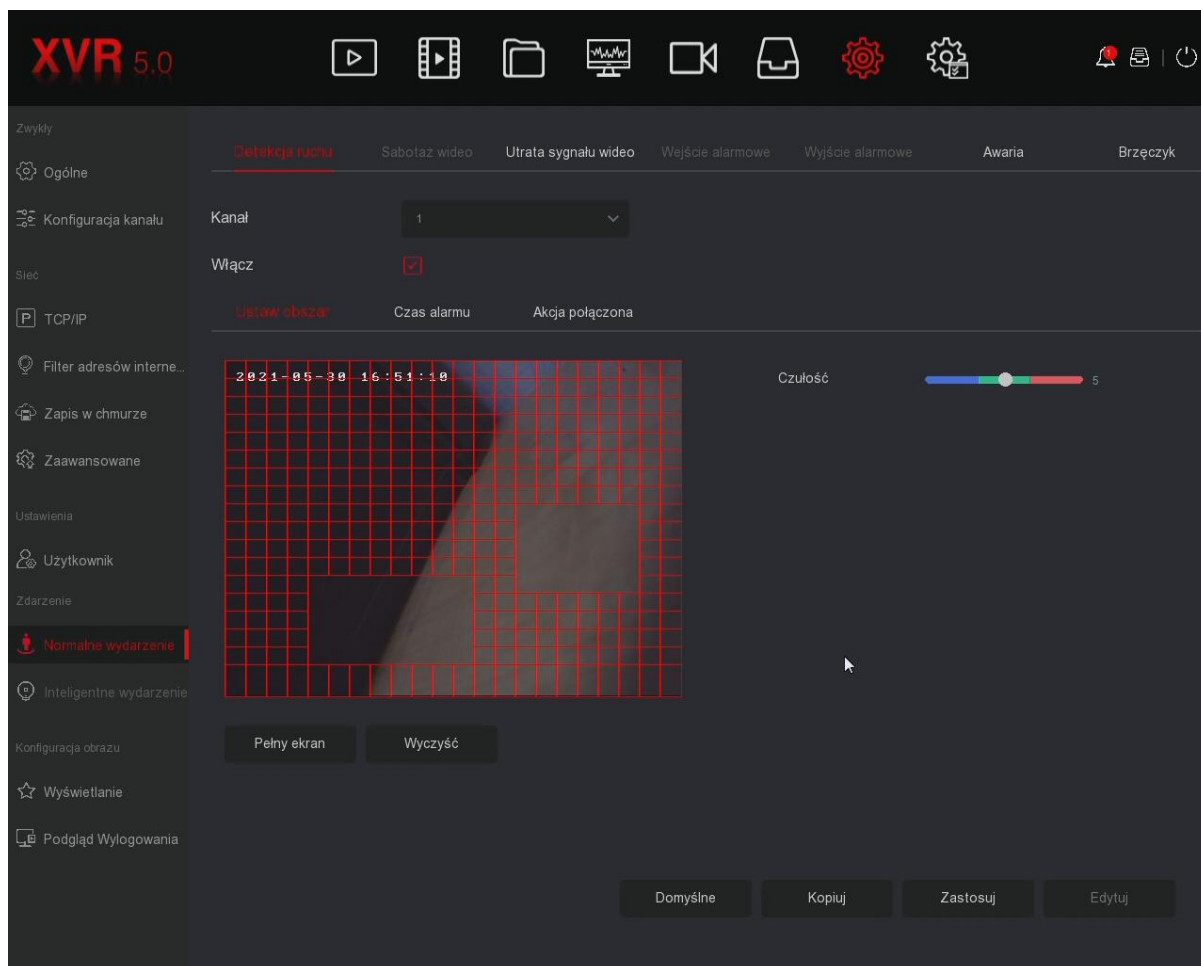 XVR 5.0
1
Zwykły
Ogólne
Konfiguracja kanału
Sieć
TCP/IP
Filter adresów interne...
Zapis w chmurze
Zaawansowane
Ustawienia
Użytkownik
Zdarzenie
Normalne wydarzenie
Inteligentne wydarzenie
Konfiguracja obrazu
Wyświetlanie
Podgląd Wylogowania
Detekcja ruchu Sabotaż wideo Utrata sygnału wideo Wejście alarmowe Wyjście alarmowe Awaria Brzęczyk
Kanał 1
Włącz
Ustaw obszar Czas alarmu Akcja połączona
2021-05-30 16:51:10
Czułość 5
Pełny ekran Wyczyść
Domyślne Kopiuj Zastosuj Edytuj